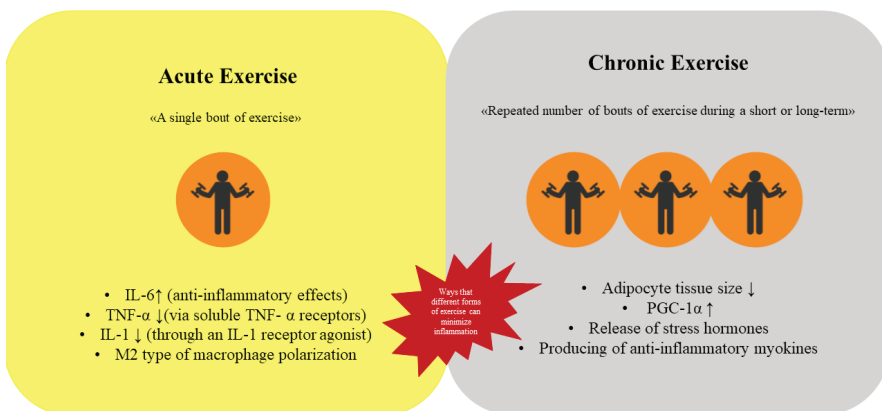 Acute Exercise
«A single bout of exercise»
• IL-6↑ (anti-inflammatory effects)
• TNF-α ↓(via soluble TNF- α receptors)
• IL-1 ↓ (through an IL-1 receptor agonist)
• M2 type of macrophage polarization
Ways that
different forms
of exercise can
minimize
inflammation
Chronic Exercise
«Repeated number of bouts of exercise during a short or long-term»
• Adipocyte tissue size ↓
• PGC-1α ↑
• Release of stress hormones
• Producing of anti-inflammatory myokines